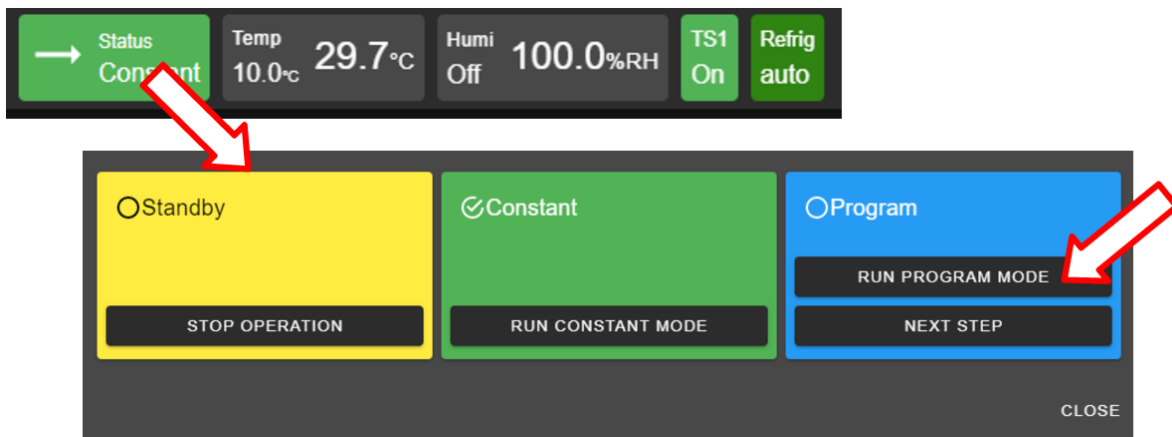 Status
Constant
Temp
10.0°C 29.7°C
Humi
Off 100.0%RH
TS1
On
Refrig
auto
Standby
STOP OPERATION
Constant
RUN CONSTANT MODE
Program
RUN PROGRAM MODE
NEXT STEP
CLOSE